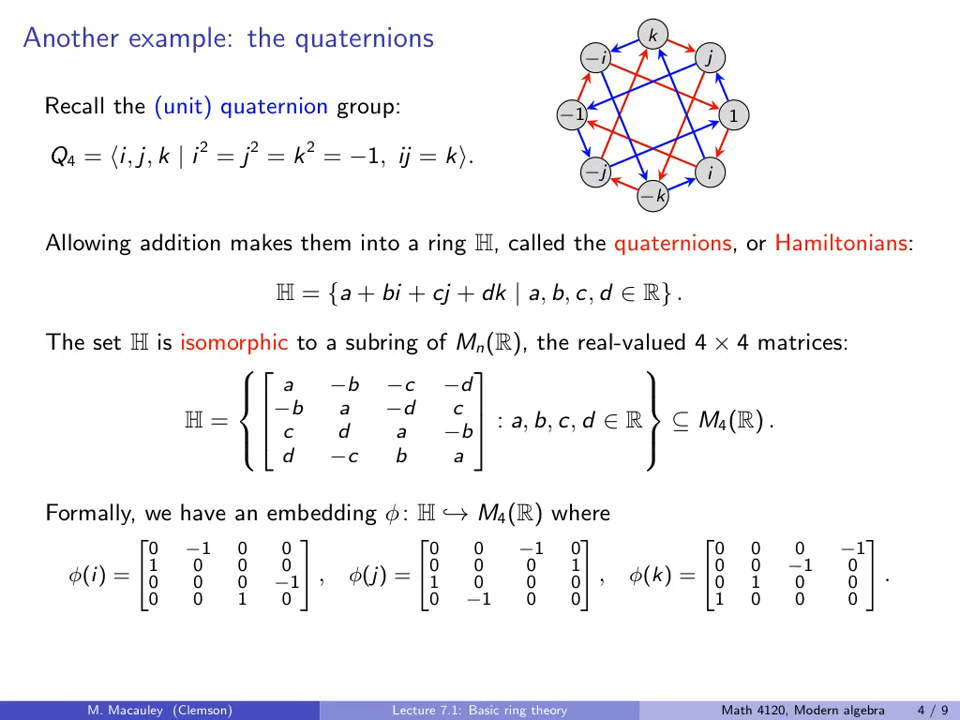 Another example: the quaternions
k
−i
j
−1
1
−j
i
−k
Recall the (unit) quaternion group:
Q₄ = ⟨i, j, k | i² = j² = k² = −1, ij = k⟩.
Allowing addition makes them into a ring ℍ, called the quaternions, or Hamiltonians:
ℍ = {a + bi + cj + dk | a, b, c, d ∈ ℝ} .
The set ℍ is isomorphic to a subring of Mₙ(ℝ), the real-valued 4 × 4 matrices:
a −b −c −d
−b a −d c
ℍ = { [ ] : a, b, c, d ∈ ℝ } ⊆ M₄(ℝ) .
c d a −b
d −c b a
Formally, we have an embedding ϕ: ℍ ↪ M₄(ℝ) where
ϕ(i) = [0 −1 0 0
1 0 0 0
0 0 0 −1
0 0 1 0] ,
ϕ(j) = [0 0 −1 0
0 0 0 1
1 0 0 0
0 −1 0 0] ,
ϕ(k) = [0 0 0 −1
0 0 −1 0
0 1 0 0
1 0 0 0] .
M. Macauley (Clemson) Lecture 7.1: Basic ring theory Math 4120, Modern algebra 4 / 9